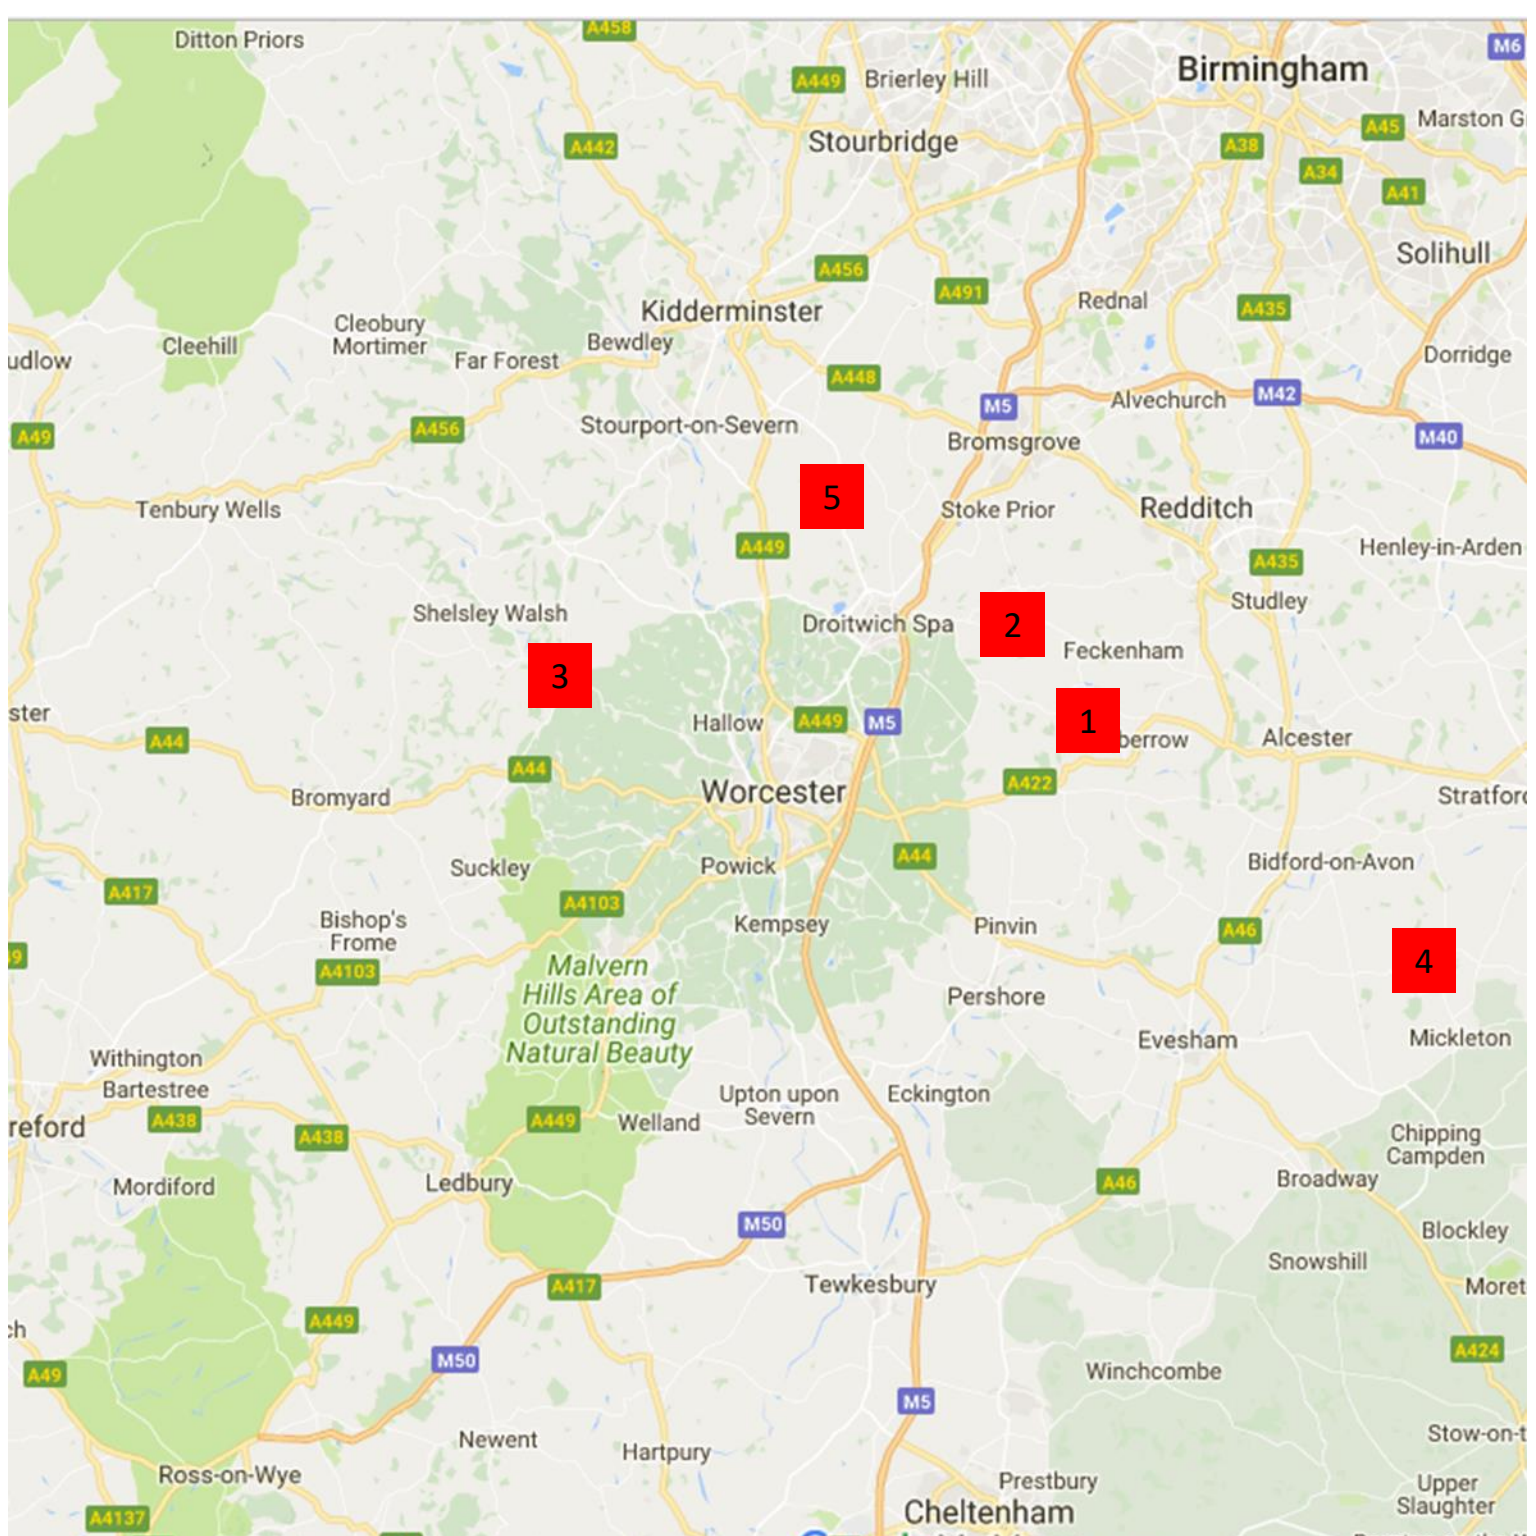 A458
Ditton Priors
M6
Birmingham
A449
Brierley Hill
Marston G
A45
Stourbridge
A442
A38
A34
A41
Solihull
A456
A491
Rednal
A435
Kidderminster
Cleobury
Mortimer
Bewdley
Cleehill
udlow
Far Forest
Dorridge
A448
M42
Alvechurch
M5
Stourport-on-Severn
A456
A49
M40
Bromsgrove
5
Tenbury Wells
Stoke Prior
Redditch
A449
Henley-in-Arden
A435
Studley
Shelsley Walsh
Droitwich Spa
2
Feckenham
3
ster
Hallow
A449
M5
1
berrow
Alcester
A44
A44
A422
Bromyard
Worcester
Stratford
Suckley
Powick
A44
Bidford-on-Avon
A417
A4103
Bishop's
Frome
Kempsey
Pinvin
A46
49
A4103
4
Malvern
Hills Area of
Outstanding
Natural Beauty
Pershore
Evesham
Mickleton
Withington
Bartestree
Upton upon
Severn
Eckington
reford
A438
A438
A449
Welland
Chipping
Campden
Mordiford
Ledbury
A46
Broadway
M50
Blockley
Snowshill
Tewkesbury
A417
Moret
A449
ch
A424
M50
A49
Winchcombe
M5
Newent
Hartpury
Stow-on-t
Ross-on-Wye
Prestbury
Upper
Slaughter
Cheltenham
A4137